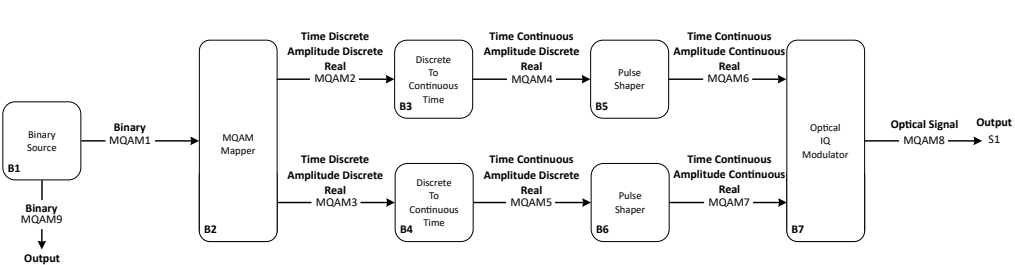 Binary
Source
B1
Binary
MQAM1
Binary
MQAM9
Output
MQAM
Mapper
B2
Time Discrete
Amplitude Discrete
Real
MQAM2
Discrete
To
Continuous
Time
B3
Time Continuous
Amplitude Discrete
Real
MQAM4
Pulse
Shaper
B5
Time Continuous
Amplitude Continuous
Real
MQAM6
Time Discrete
Amplitude Discrete
Real
MQAM3
Discrete
To
Continuous
Time
B4
Time Continuous
Amplitude Discrete
Real
MQAM5
Pulse
Shaper
B6
Time Continuous
Amplitude Continuous
Real
MQAM7
Optical
IQ
Modulator
B7
Optical Signal
MQAM8
Output
S1